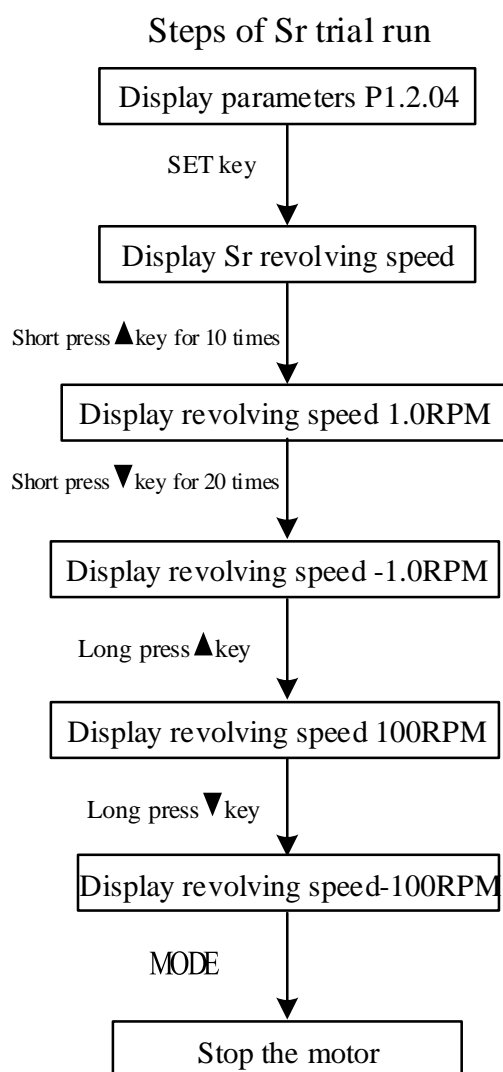 Steps of Sr trial run
Display parameters P1.2.04
SET key
Display Sr revolving speed
Short press ▲ key for 10 times
Display revolving speed 1.0RPM
Short press ▼ key for 20 times
Display revolving speed -1.0RPM
Long press ▲ key
Display revolving speed 100RPM
Long press ▼ key
Display revolving speed-100RPM
MODE
Stop the motor